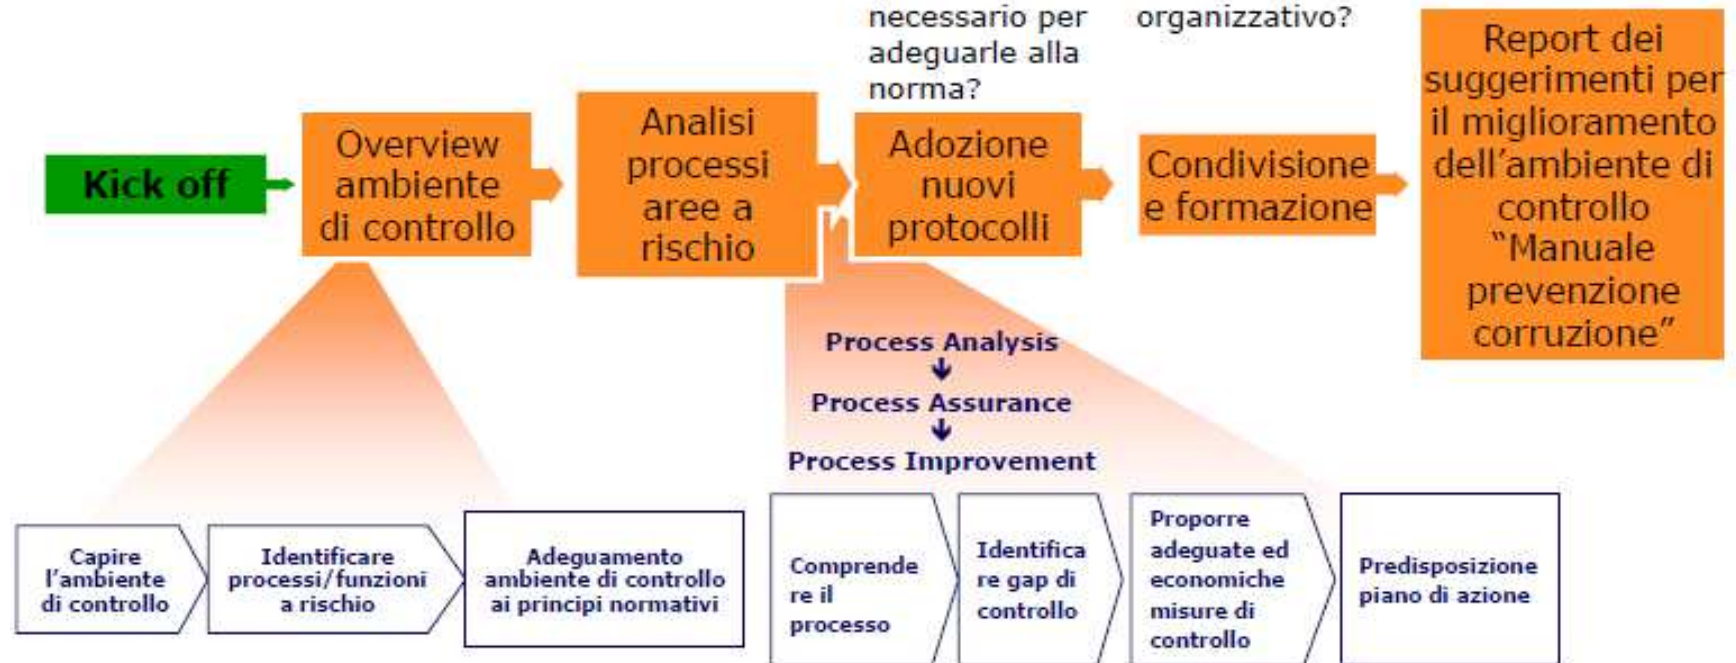 necessario per
adeguarle alla
norma?
organizzativo?
Kick off
Overview
ambiente
di controllo
Analisi
processi
aree a
rischio
Adozione
nuovi
protocolli
Condivisione
e formazione
Report dei
suggerimenti per
il miglioramento
dell’ambiente di
controllo
“Manuale
prevenzione
corruzione”
Process Analysis
Process Assurance
Process Improvement
Capire
l’ambiente
di controllo
Identificare
processi/funzioni
a rischio
Adeguamento
ambiente di controllo
ai principi normativi
Comprende
re il
processo
Identifica
re gap di
controllo
Proporre
adeguate ed
economiche
misure di
controllo
Predisposizione
piano di azione